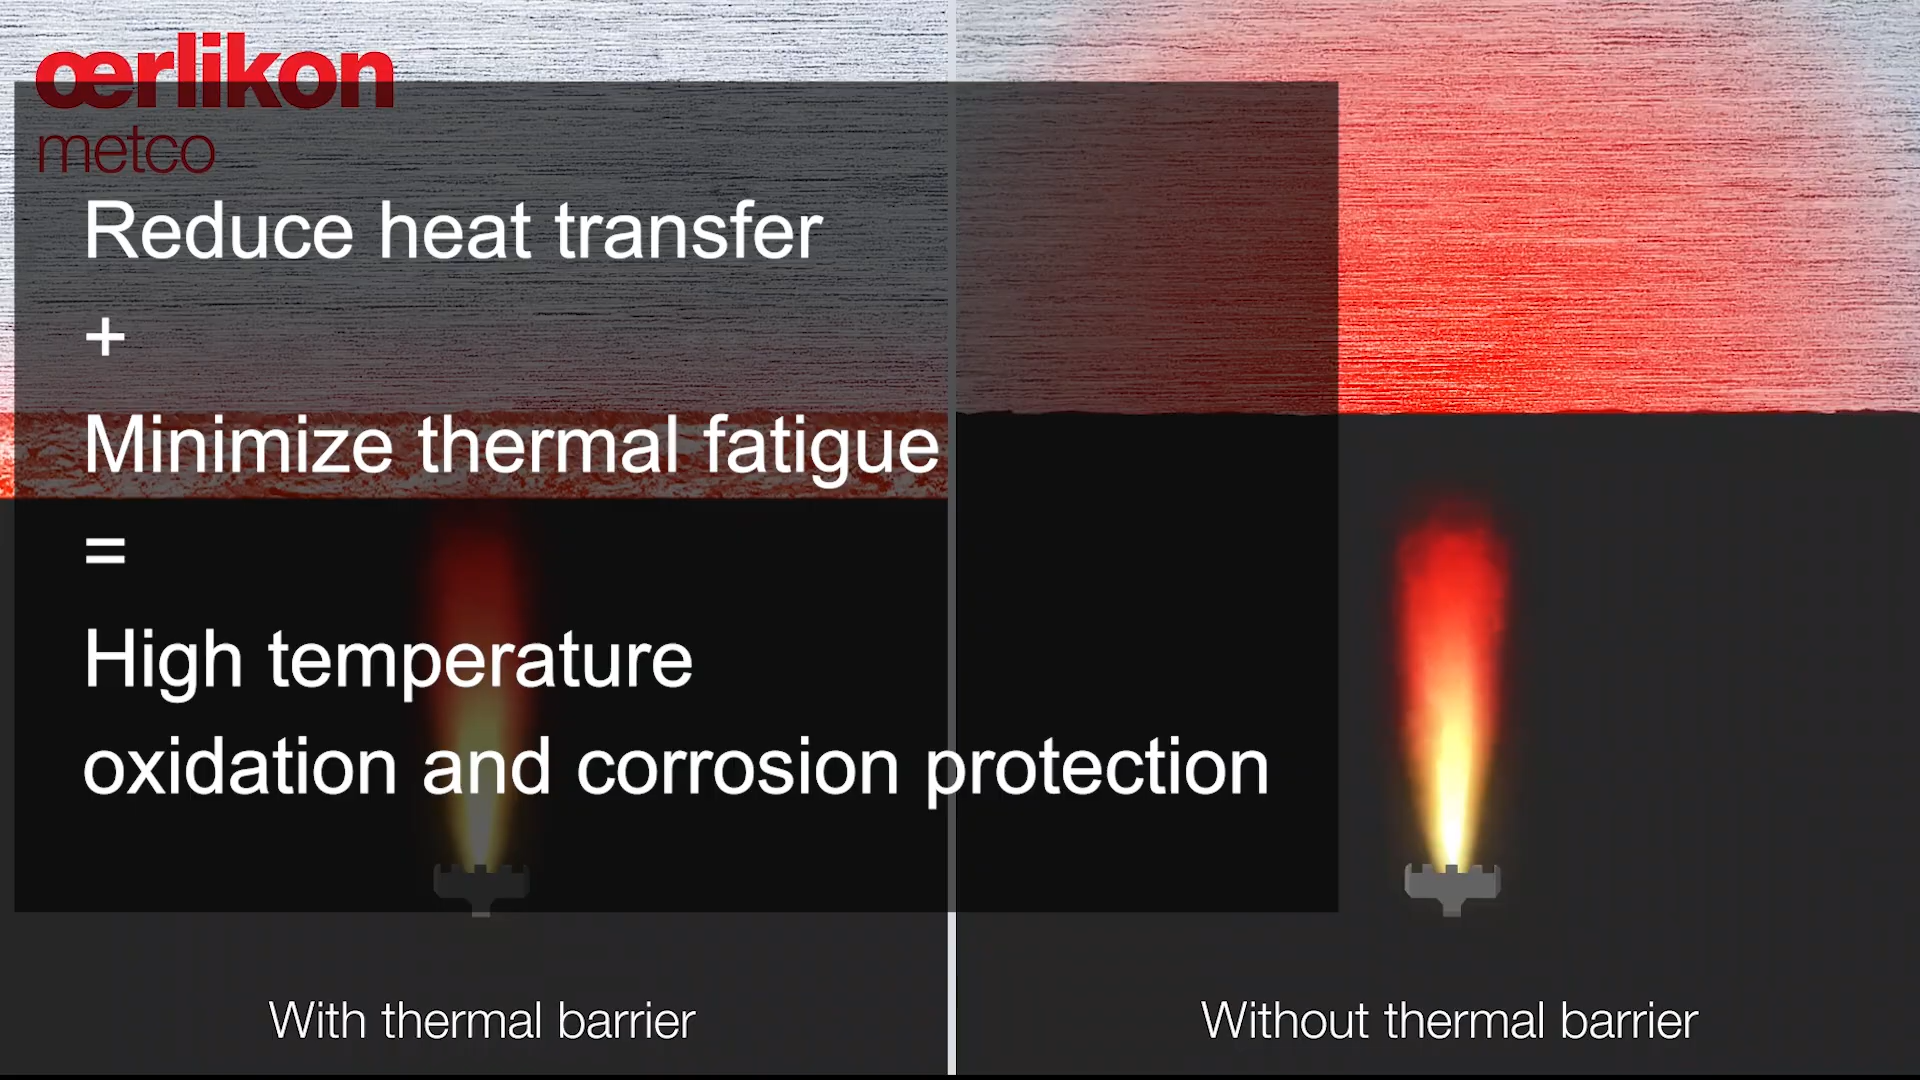 œrlikon
metco
Reduce heat transfer
+
Minimize thermal fatigue
=
High temperature
oxidation and corrosion protection
With thermal barrier
Without thermal barrier